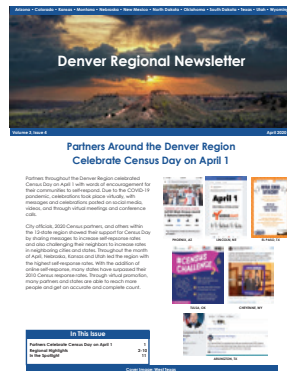 Arizona • Colorado • Kansas • Montana • Nebraska • New Mexico • North Dakota • Oklahoma • South Dakota • Texas • Utah • Wyoming
Denver Regional Newsletter
Volume 3, Issue 4
April 2020
Partners Around the Denver Region
Celebrate Census Day on April 1
Partners throughout the Denver Region celebrated
Census Day on April 1 with words of encouragement for
their communities to self-respond. Due to the COVID-19
pandemic, celebrations took place virtually, with
messages and celebrations posted on social media,
videos, and through virtual meetings and conference
calls.
City officials, 2020 Census partners, and others within
the 12-state region showed their support for Census Day
by sharing messages to increase self-response rates
and also challenging their neighbors to increase rates
in neighboring cities and states. Throughout the month
of April, Nebraska, Kansas and Utah led the region with
the highest self-response rates. With the addition of
online self-response, many states have surpassed their
2010 Census response rates. Through virtual promotion,
many partners and states are able to reach more
people and get an accurate and complete count.
April 1
PHOENIX, AZ
LINCOLN, NE
EL PASO, TX
#CENSUS
CHALLENGE
CHEYENNE, WY
ARLINGTON, TX
In This Issue
Partners Celebrate Census Day on April 1 1
Regional Highlights 2-10
In the Spotlight 11
Cover Image: West Texas